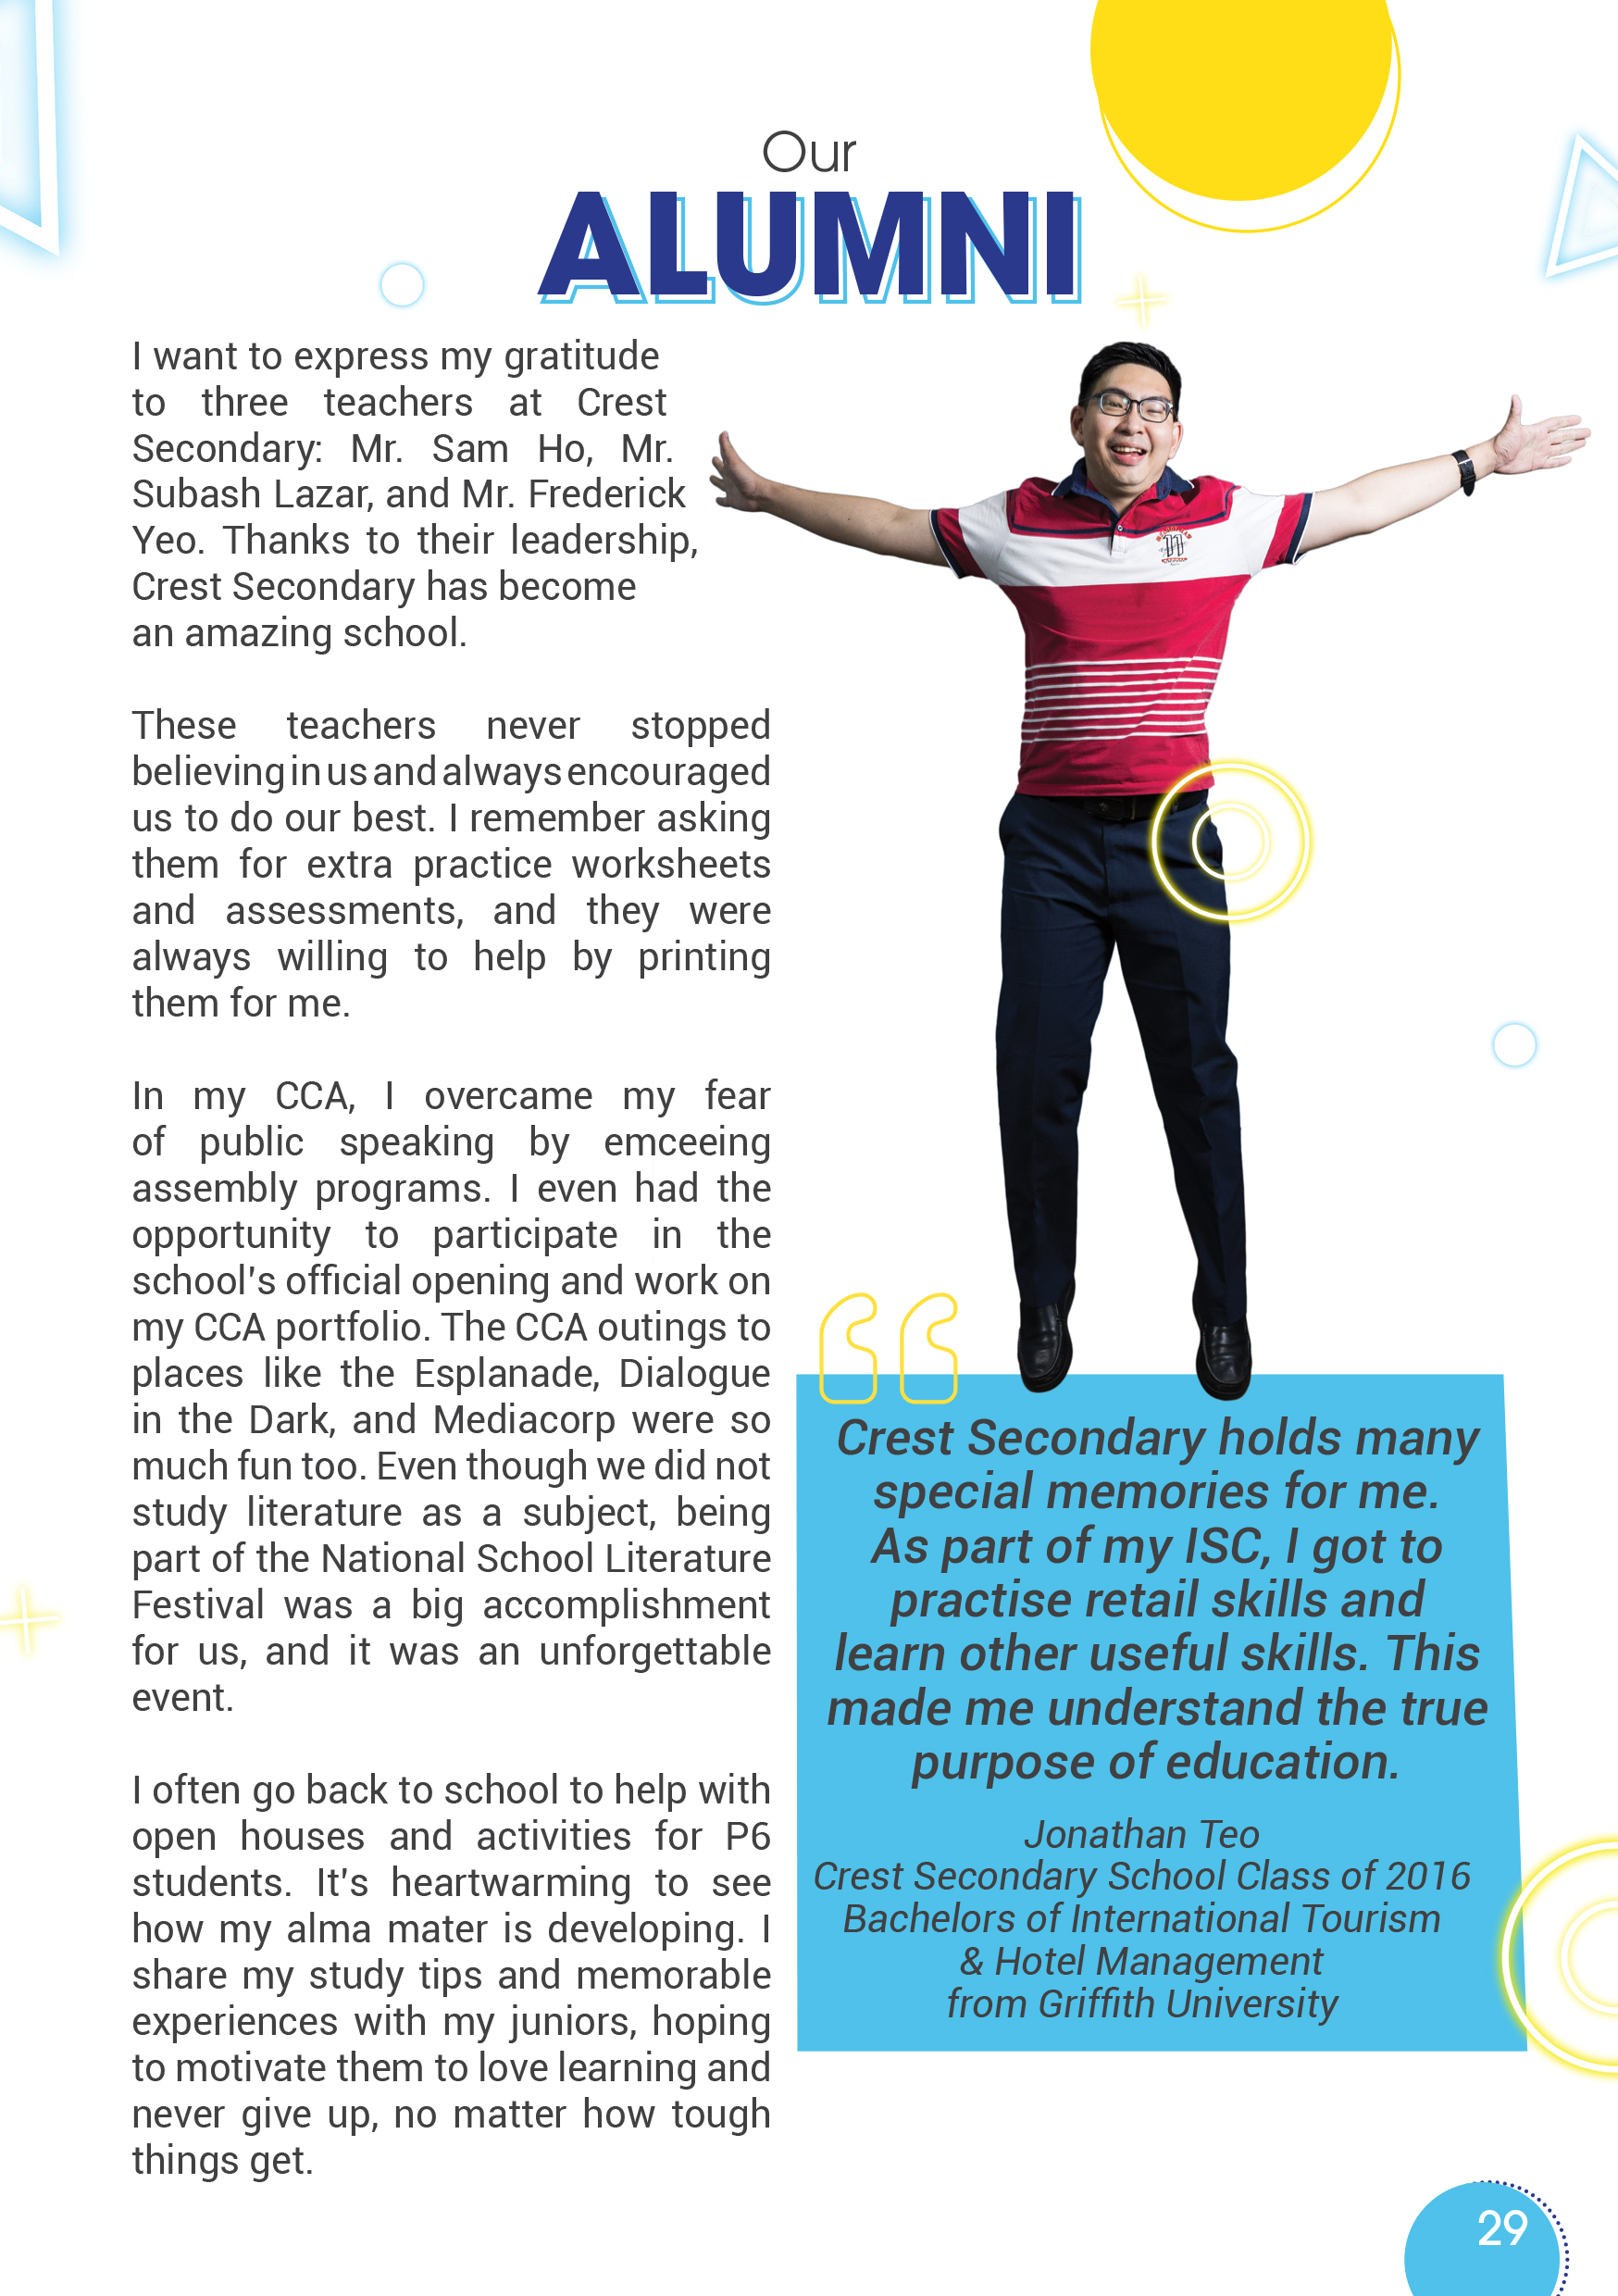 Our
ALUMNI
I want to express my gratitude
to three teachers at Crest
Secondary: Mr. Sam Ho, Mr.
Subash Lazar, and Mr. Frederick
Yeo. Thanks to their leadership,
Crest Secondary has become
an amazing school.
These teachers never stopped
believing in us and always encouraged
us to do our best. I remember asking
them for extra practice worksheets
and assessments, and they were
always willing to help by printing
them for me.
In my CCA, I overcame my fear
of public speaking by emceeing
assembly programs. I even had the
opportunity to participate in the
school's official opening and work on
my CCA portfolio. The CCA outings to
places like the Esplanade, Dialogue
in the Dark, and Mediacorp were so
much fun too. Even though we did not
study literature as a subject, being
part of the National School Literature
Festival was a big accomplishment
for us, and it was an unforgettable
event.
I often go back to school to help with
open houses and activities for P6
students. It's heartwarming to see
how my alma mater is developing. I
share my study tips and memorable
experiences with my juniors, hoping
to motivate them to love learning and
never give up, no matter how tough
things get.
11
“
Crest Secondary holds many
special memories for me.
As part of my ISC, I got to
practise retail skills and
learn other useful skills. This
made me understand the true
purpose of education.
Jonathan Teo
Crest Secondary School Class of 2016
Bachelors of International Tourism
& Hotel Management
from Griffith University
29